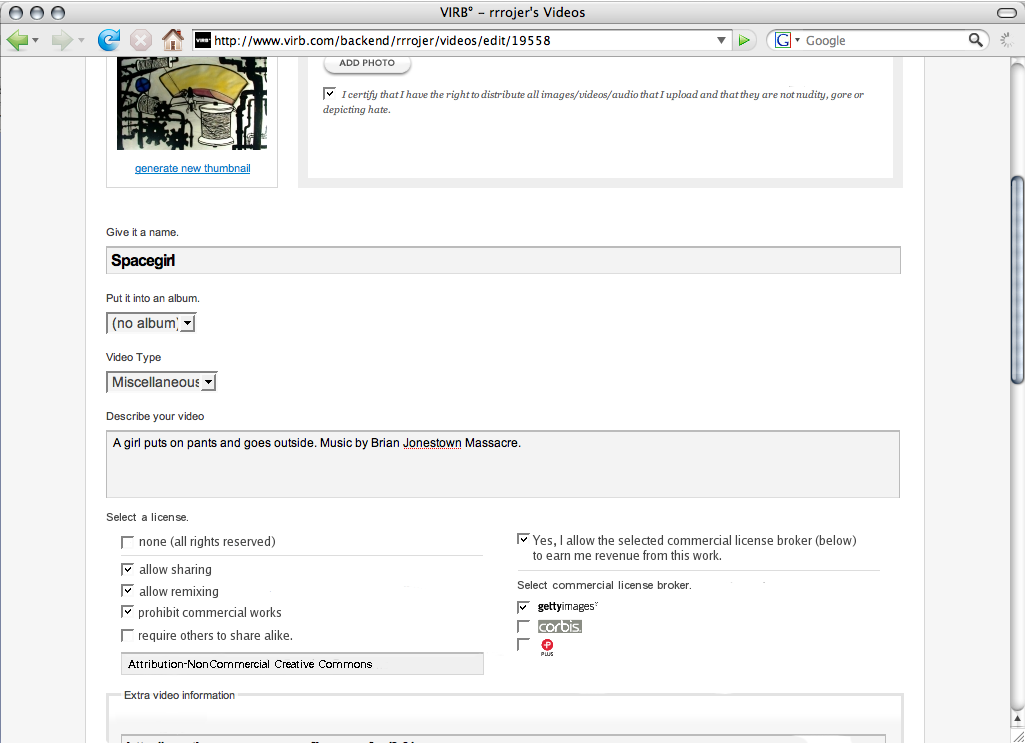 VIRB° – rrrojer's Videos
VIRB° http://www.virb.com/backend/rrrojer/videos/edit/19558
G Google
ADD PHOTO
I certify that I have the right to distribute all images/videos/audio that I upload and that they are not nudity, gore or
depicting hate.
generate new thumbnail
Give it a name.
Spacegirl
Put it into an album.
(no album)
Video Type
Miscellaneous
Describe your video
A girl puts on pants and goes outside. Music by Brian Jonestown Massacre.
Select a license.
none (all rights reserved)
allow sharing
allow remixing
prohibit commercial works
require others to share alike.
Attribution-NonCommercial Creative Commons
Yes, I allow the selected commercial license broker (below)
to earn me revenue from this work.
Select commercial license broker.
gettyimages®
corbis.
P
PLUS
Extra video information